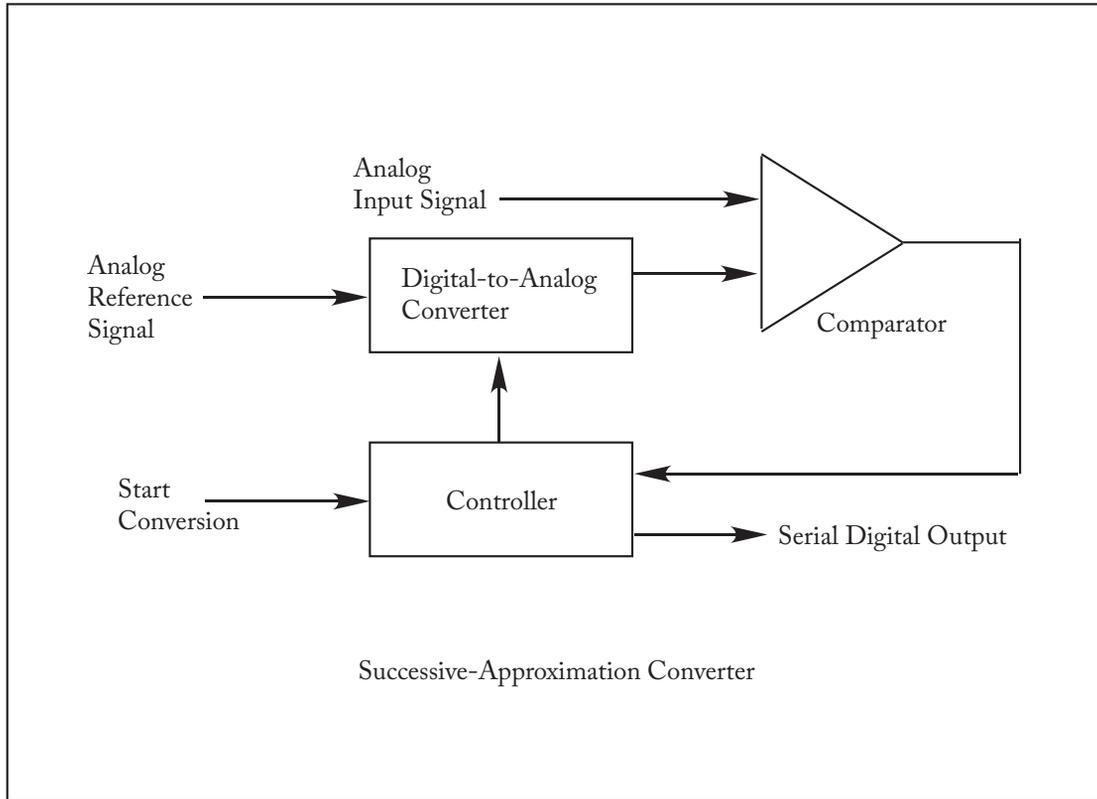 Analog
Input Signal
Analog
Reference
Signal
Digital-to-Analog
Converter
Comparator
Start
Conversion
Controller
Serial Digital Output
Successive-Approximation Converter